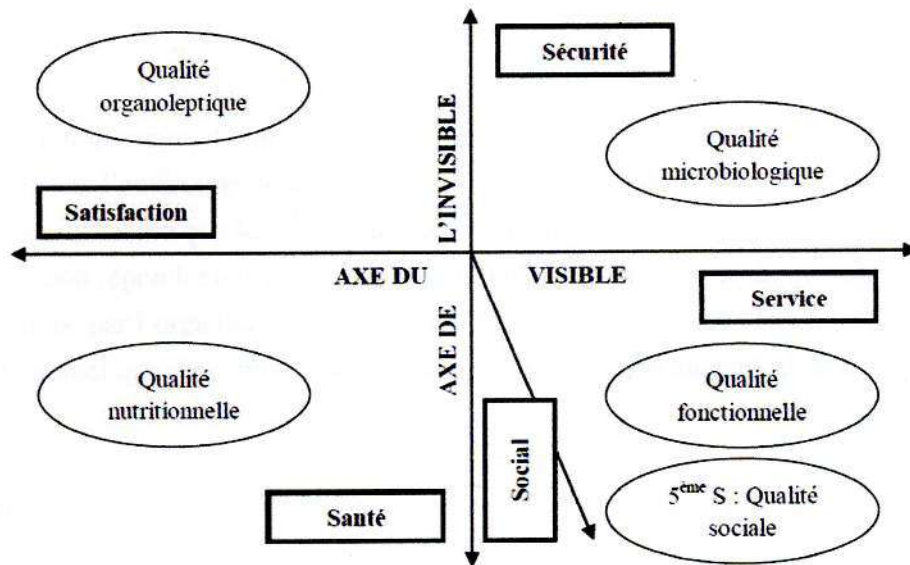 Qualité
organoleptique
Sécurité
Qualité
microbiologique
L'INVISIBLE
Satisfaction
AXE DU VISIBLE
Service
AXE DE
Qualité
nutritionnelle
Qualité
fonctionnelle
Social
Santé
5ème S : Qualité
sociale